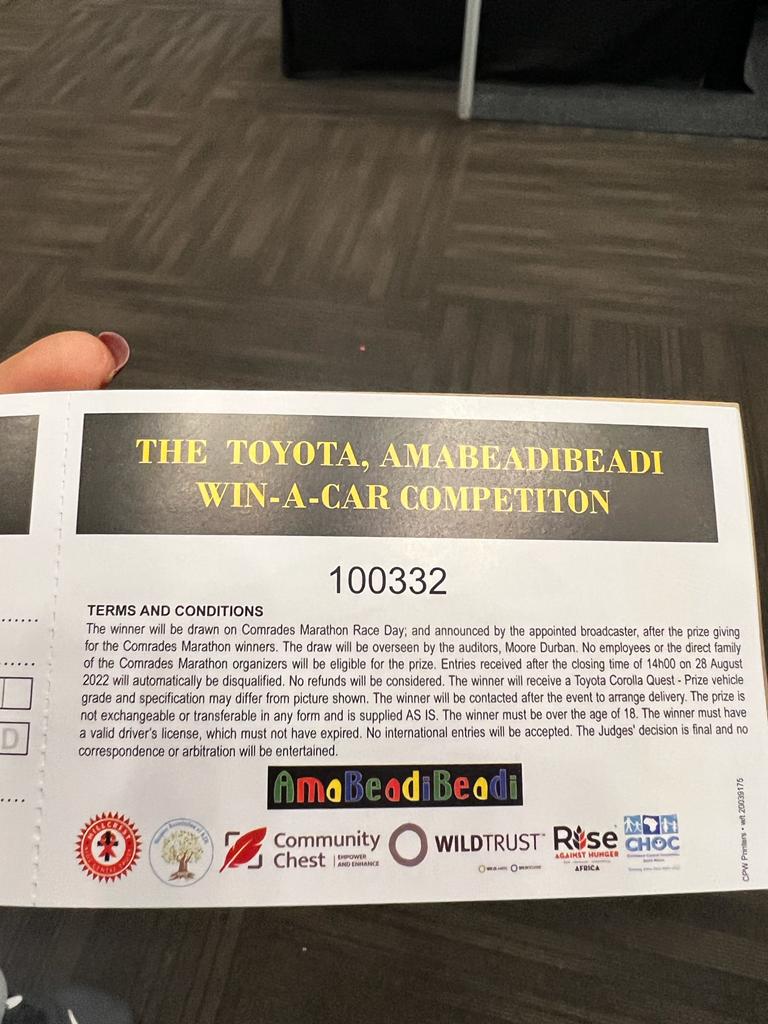 THE TOYOTA, AMABEADIBEADI
WIN-A-CAR COMPETITON
100332
TERMS AND CONDITIONS
The winner will be drawn on Comrades Marathon Race Day; and announced by the appointed broadcaster, after the prize giving
for the Comrades Marathon winners. The draw will be overseen by the auditors, Moore Durban. No employees or the direct family
of the Comrades Marathon organizers will be eligible for the prize. Entries received after the closing time of 14h00 on 28 August
2022 will automatically be disqualified. No refunds will be considered. The winner will receive a Toyota Corolla Quest - Prize vehicle
grade and specification may differ from picture shown. The winner will be contacted after the event to arrange delivery. The prize is
not exchangeable or transferable in any form and is supplied AS IS. The winner must be over the age of 18. The winner must have
a valid driver's license, which must not have expired. No international entries will be accepted. The Judges' decision is final and no
correspondence or arbitration will be entertained.
D
AmaBeadiBeadi
HILLCREST
Community
Chest
EMPOWER
AND ENHANCE
WILDTRUST
Rise
AGAINST HUNGER
AFRICA
CHOC
CPW Printers • w/t 20039175